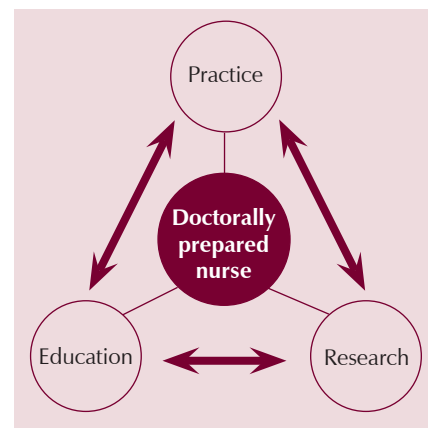 Practice
Doctorally
prepared
nurse
Education
Research